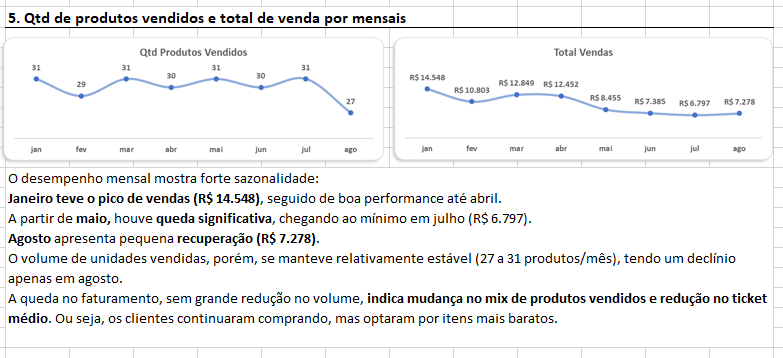 5. Qtd de produtos vendidos e total de venda por mensais
Qtd Produtos Vendidos
31 29 31 30 31 30 31 27
jan fev mar abr mai jun jul ago
Total Vendas
R$ 14.548 R$ 10.803 R$ 12.849 R$ 12.452 R$ 8.455 R$ 7.385 R$ 6.797 R$ 7.278
jan fev mar abr mai jun jul ago
O desempenho mensal mostra forte sazonalidade:
Janeiro teve o pico de vendas (R$ 14.548), seguido de boa performance até abril.
A partir de maio, houve queda significativa, chegando ao mínimo em julho (R$ 6.797).
Agosto apresenta pequena recuperação (R$ 7.278).
O volume de unidades vendidas, porém, se manteve relativamente estável (27 a 31 produtos/mês), tendo um declínio
apenas em agosto.
A queda no faturamento, sem grande redução no volume, indica mudança no mix de produtos vendidos e redução no ticket
médio. Ou seja, os clientes continuaram comprando, mas optaram por itens mais baratos.